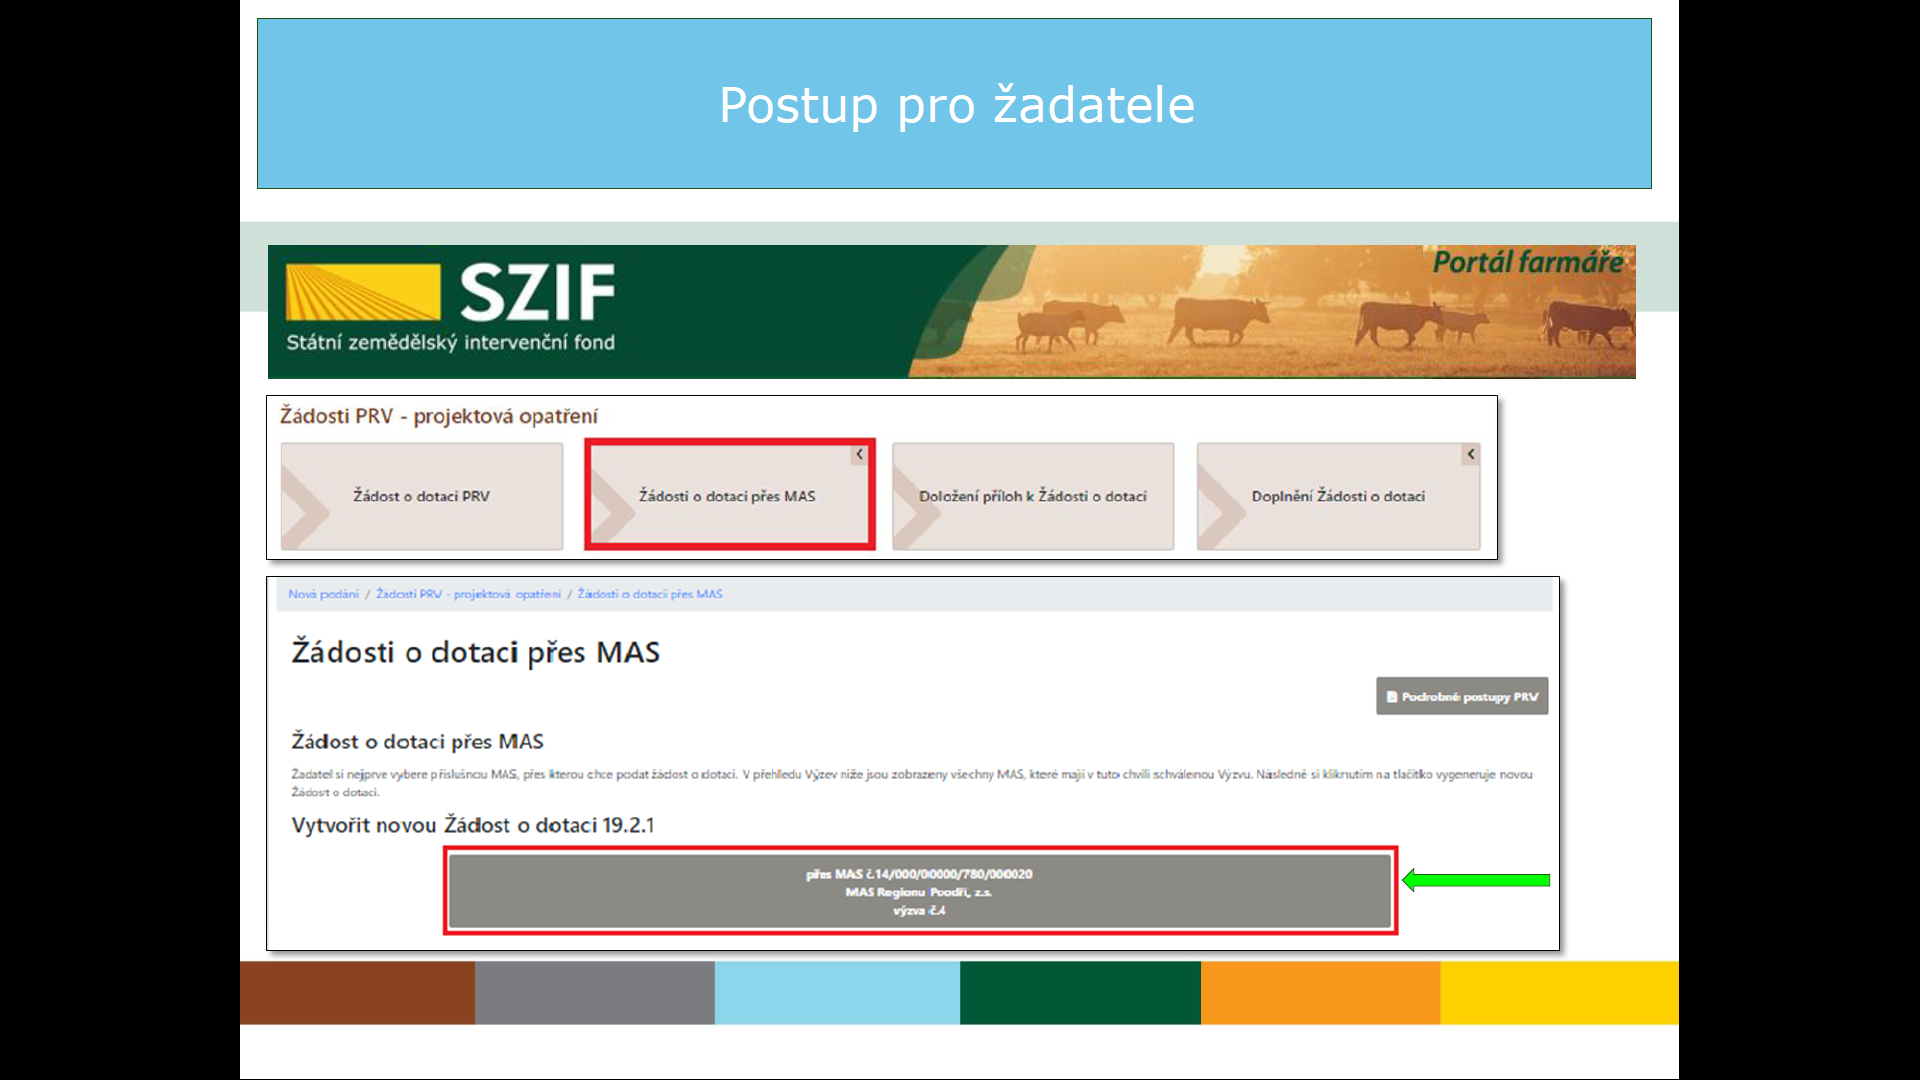 Postup pro žadatele
SZIF
Státní zemědělský intervenční fond
Portál farmáře
Žádosti PRV - projektová opatření
Žádost o dotaci PRV
Žádosti o dotaci přes MAS
Doložení příloh k Žádosti o dotaci
Doplnění Žádosti o dotaci
Nová podání / Žádosti PRV - projektová opatření / Žádosti o dotaci přes MAS
Žádosti o dotaci přes MAS
Podrobné postupy PRV
Žádost o dotaci přes MAS
Žadatel si nejprve vybere příslušnou MAS, přes kterou chce podat žádost o dotaci. V přehledu Výzev níže jsou zobrazeny všechny MAS, které mají v tuto chvíli schválenou Výzvu. Následně si kliknutím na tlačítko vygeneruje novou
Žádost o dotaci.
Vytvořit novou Žádost o dotaci 19.2.1
přes MAS č.14/000/00000/780/000020
MAS Regionu Poodří, z.s.
výzva č.4